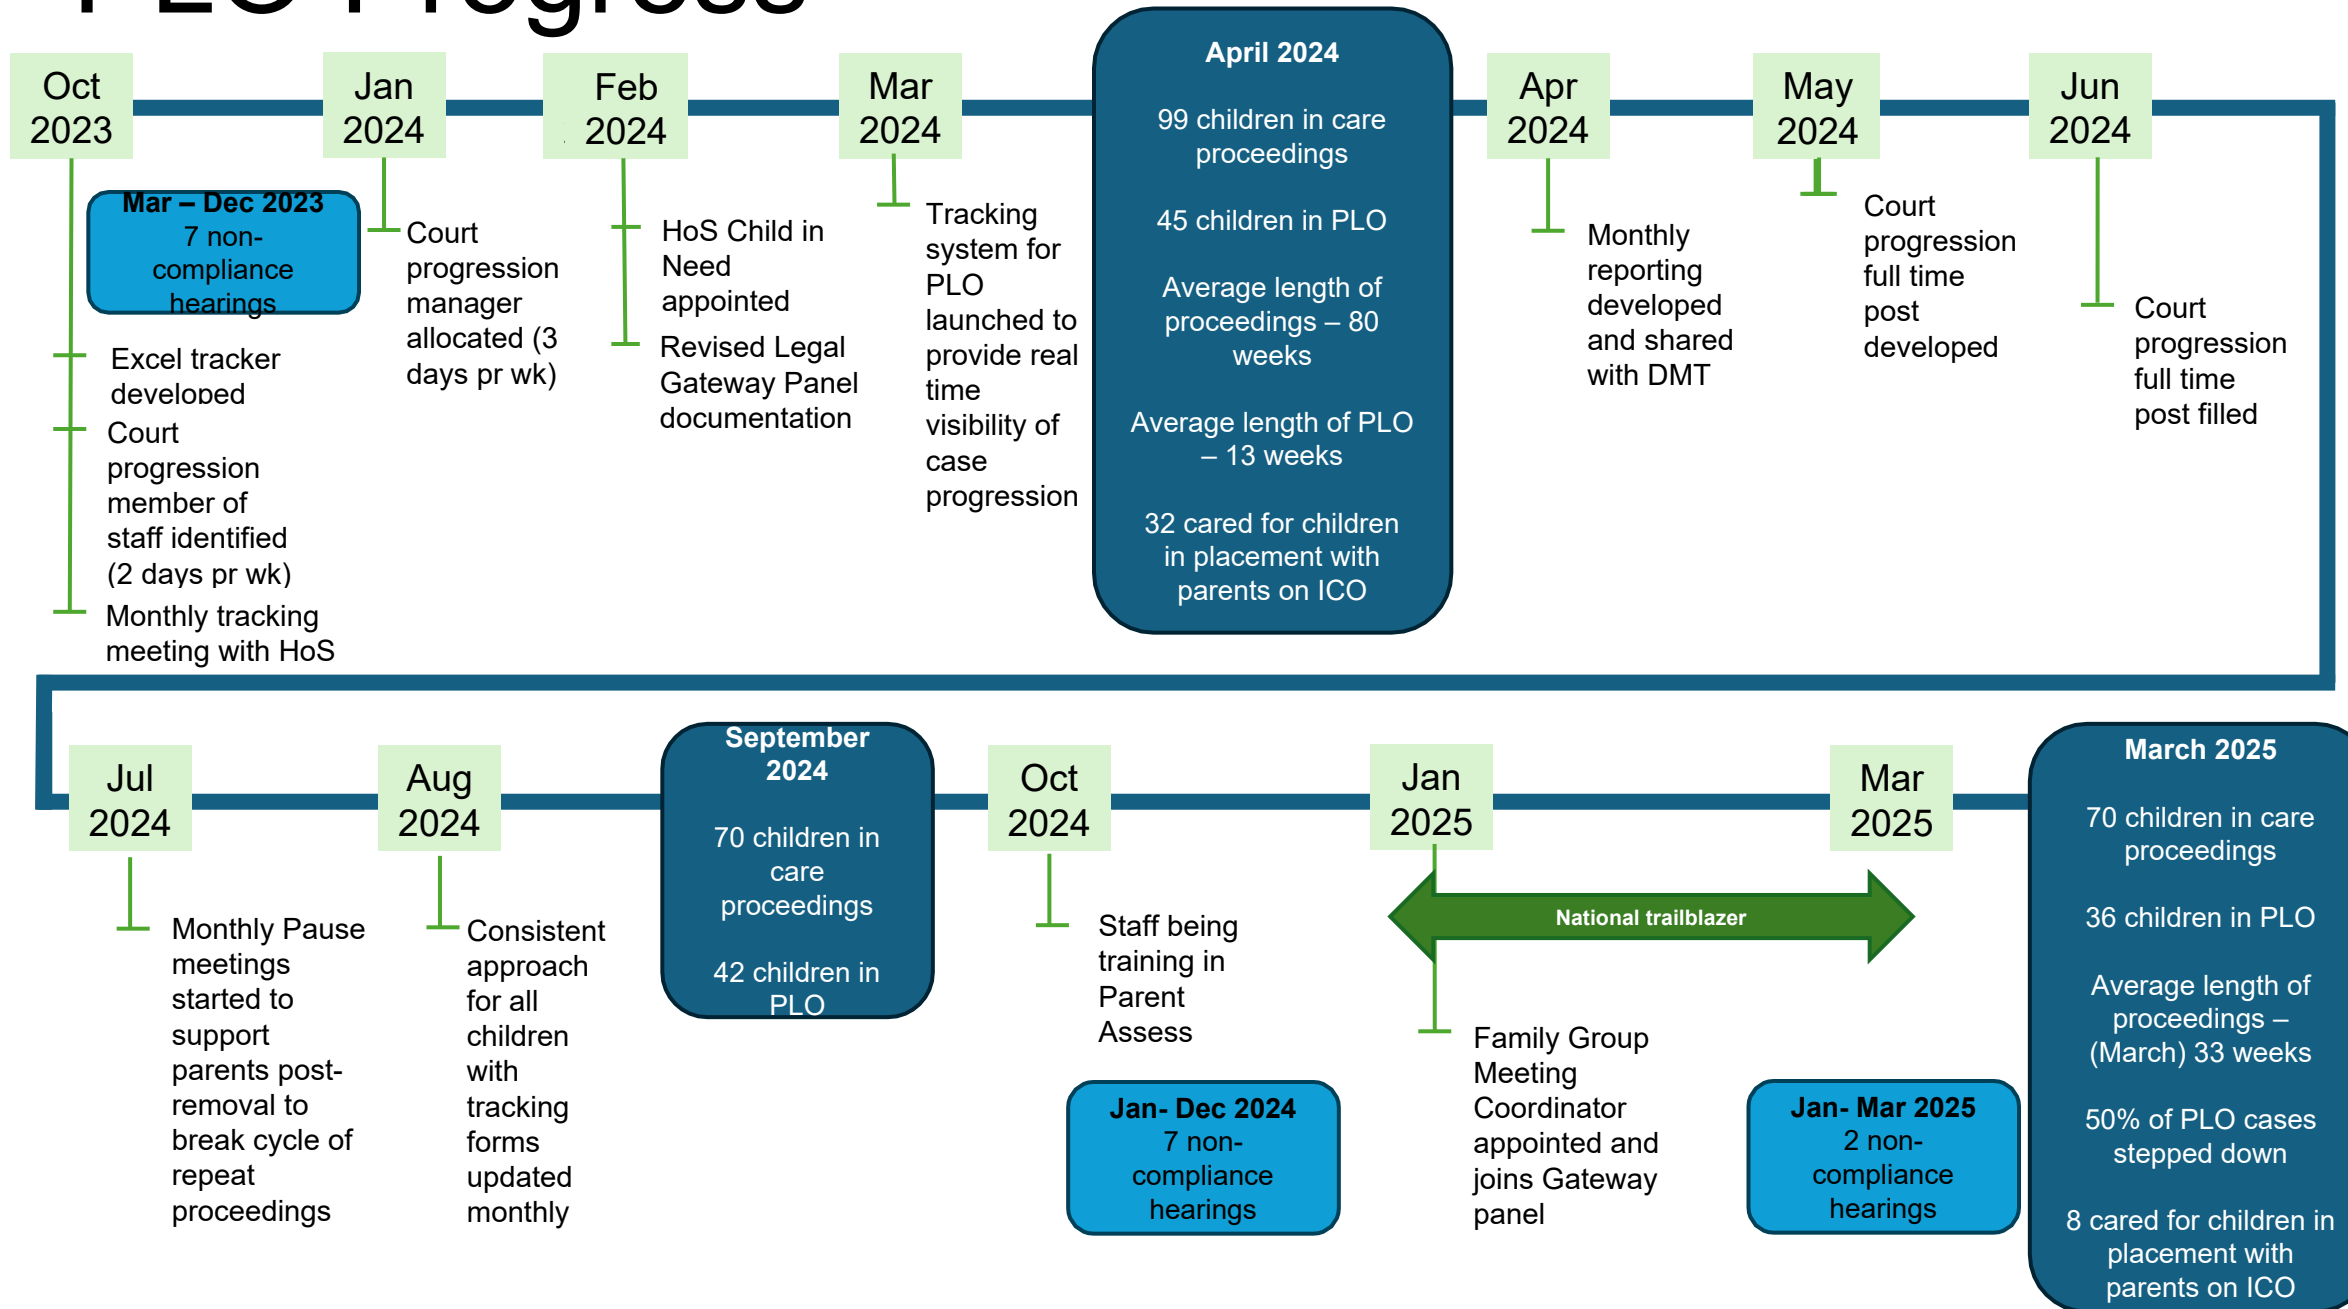 PLO Progress
Oct
2023
Jan
2024
Feb
2024
Mar
2024
April 2024
99 children in care
proceedings
45 children in PLO
Average length of
proceedings – 80
weeks
Average length of PLO
– 13 weeks
32 cared for children
in placement with
parents on ICO
Apr
2024
May
2024
Jun
2024
Mar – Dec 2023
7 non-
compliance
hearings
Excel tracker
developed
Court
progression
member of
staff identified
(2 days pr wk)
Monthly tracking
meeting with HoS
Court
progression
manager
allocated (3
days pr wk)
HoS Child in
Need
appointed
Revised Legal
Gateway Panel
documentation
Tracking
system for
PLO
launched to
provide real
time
visibility of
case
progression
Monthly
reporting
developed
and shared
with DMT
Court
progression
full time
post
developed
Court
progression
full time
post filled
Jul
2024
Aug
2024
September
2024
70 children in
care
proceedings
42 children in
PLO
Oct
2024
Jan
2025
Mar
2025
March 2025
70 children in care
proceedings
36 children in PLO
Average length of
proceedings –
(March) 33 weeks
50% of PLO cases
stepped down
8 cared for children in
placement with
parents on ICO
Monthly Pause
meetings
started to
support
parents post-
removal to
break cycle of
repeat
proceedings
Consistent
approach
for all
children
with
tracking
forms
updated
monthly
Staff being
training in
Parent
Assess
National trailblazer
Family Group
Meeting
Coordinator
appointed and
joins Gateway
panel
Jan- Dec 2024
7 non-
compliance
hearings
Jan- Mar 2025
2 non-
compliance
hearings